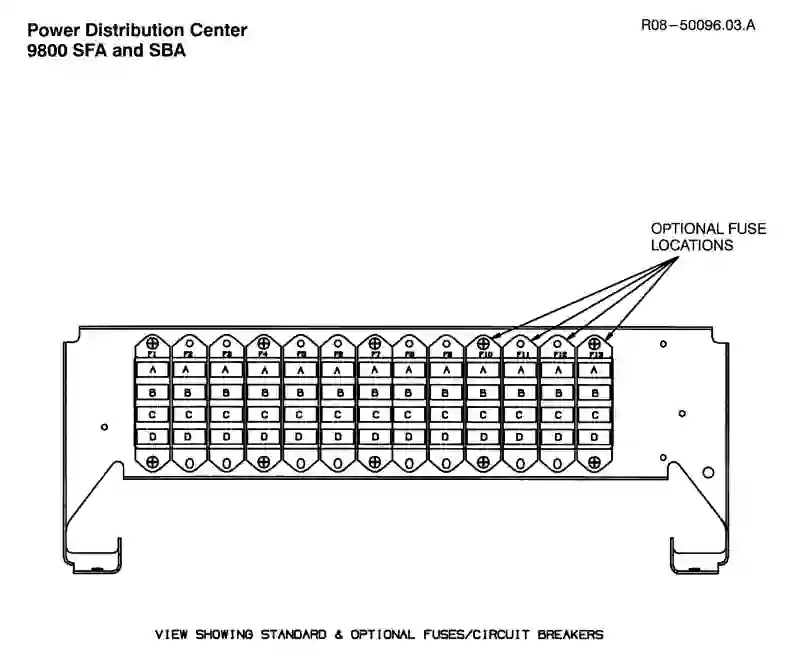 Power Distribution Center
9800 SFA and SBA
R08-50096.03.A
OPTIONAL FUSE
LOCATIONS
F1 F2 F3 F4 F5 F6 F7 F8 F9 F10 F11 F12 F13
A A A A A A A A A A A A A
B B B B B B B B B B B B B
C C C C C C C C C C C C C
D D D D D D D D D D D D D
VIEW SHOWING STANDARD & OPTIONAL FUSES/CIRCUIT BREAKERS